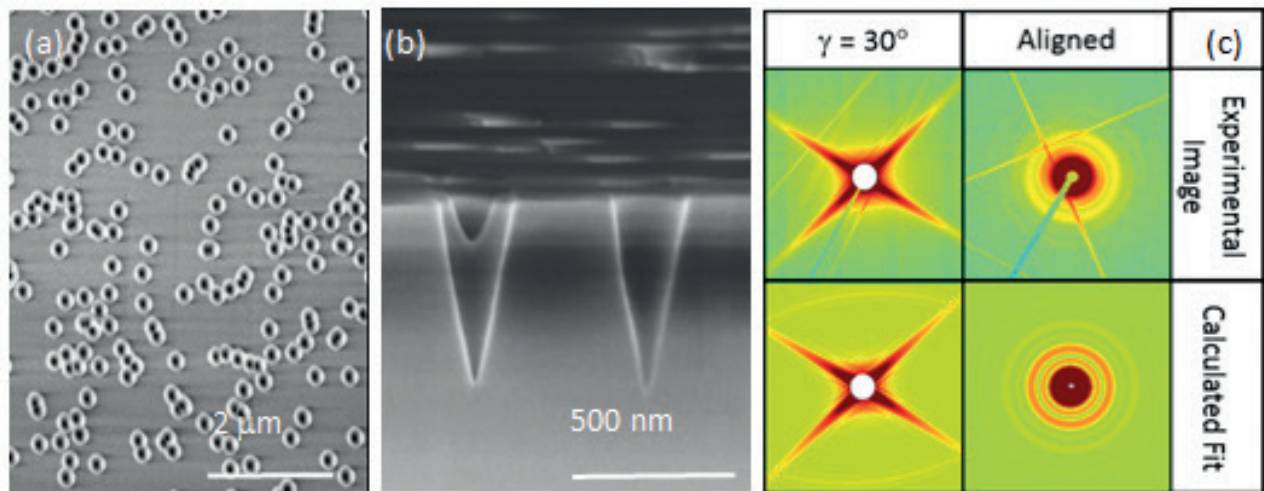 (a)
2 μm
(b)
500 nm
γ = 30°
Aligned
(c)
Experimental
Image
Calculated Fit